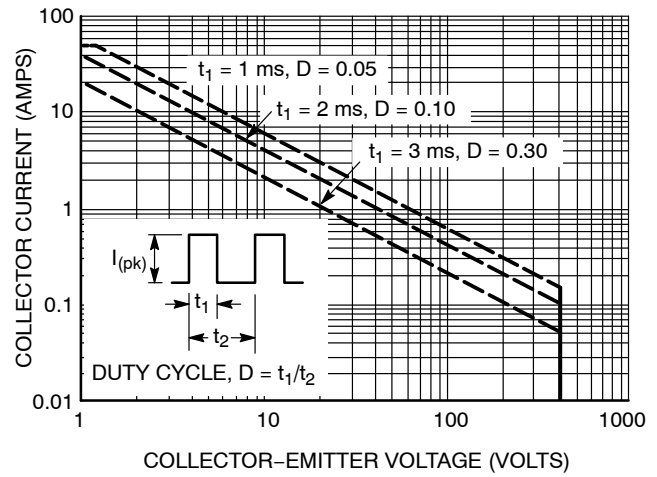 COLLECTOR CURRENT (AMPS)
100
10
1
0.1
0.01
t1 = 1 ms, D = 0.05
t1 = 2 ms, D = 0.10
t1 = 3 ms, D = 0.30
I(pk)
t1
t2
DUTY CYCLE, D = t1/t2
1
10
100
1000
COLLECTOR−EMITTER VOLTAGE (VOLTS)